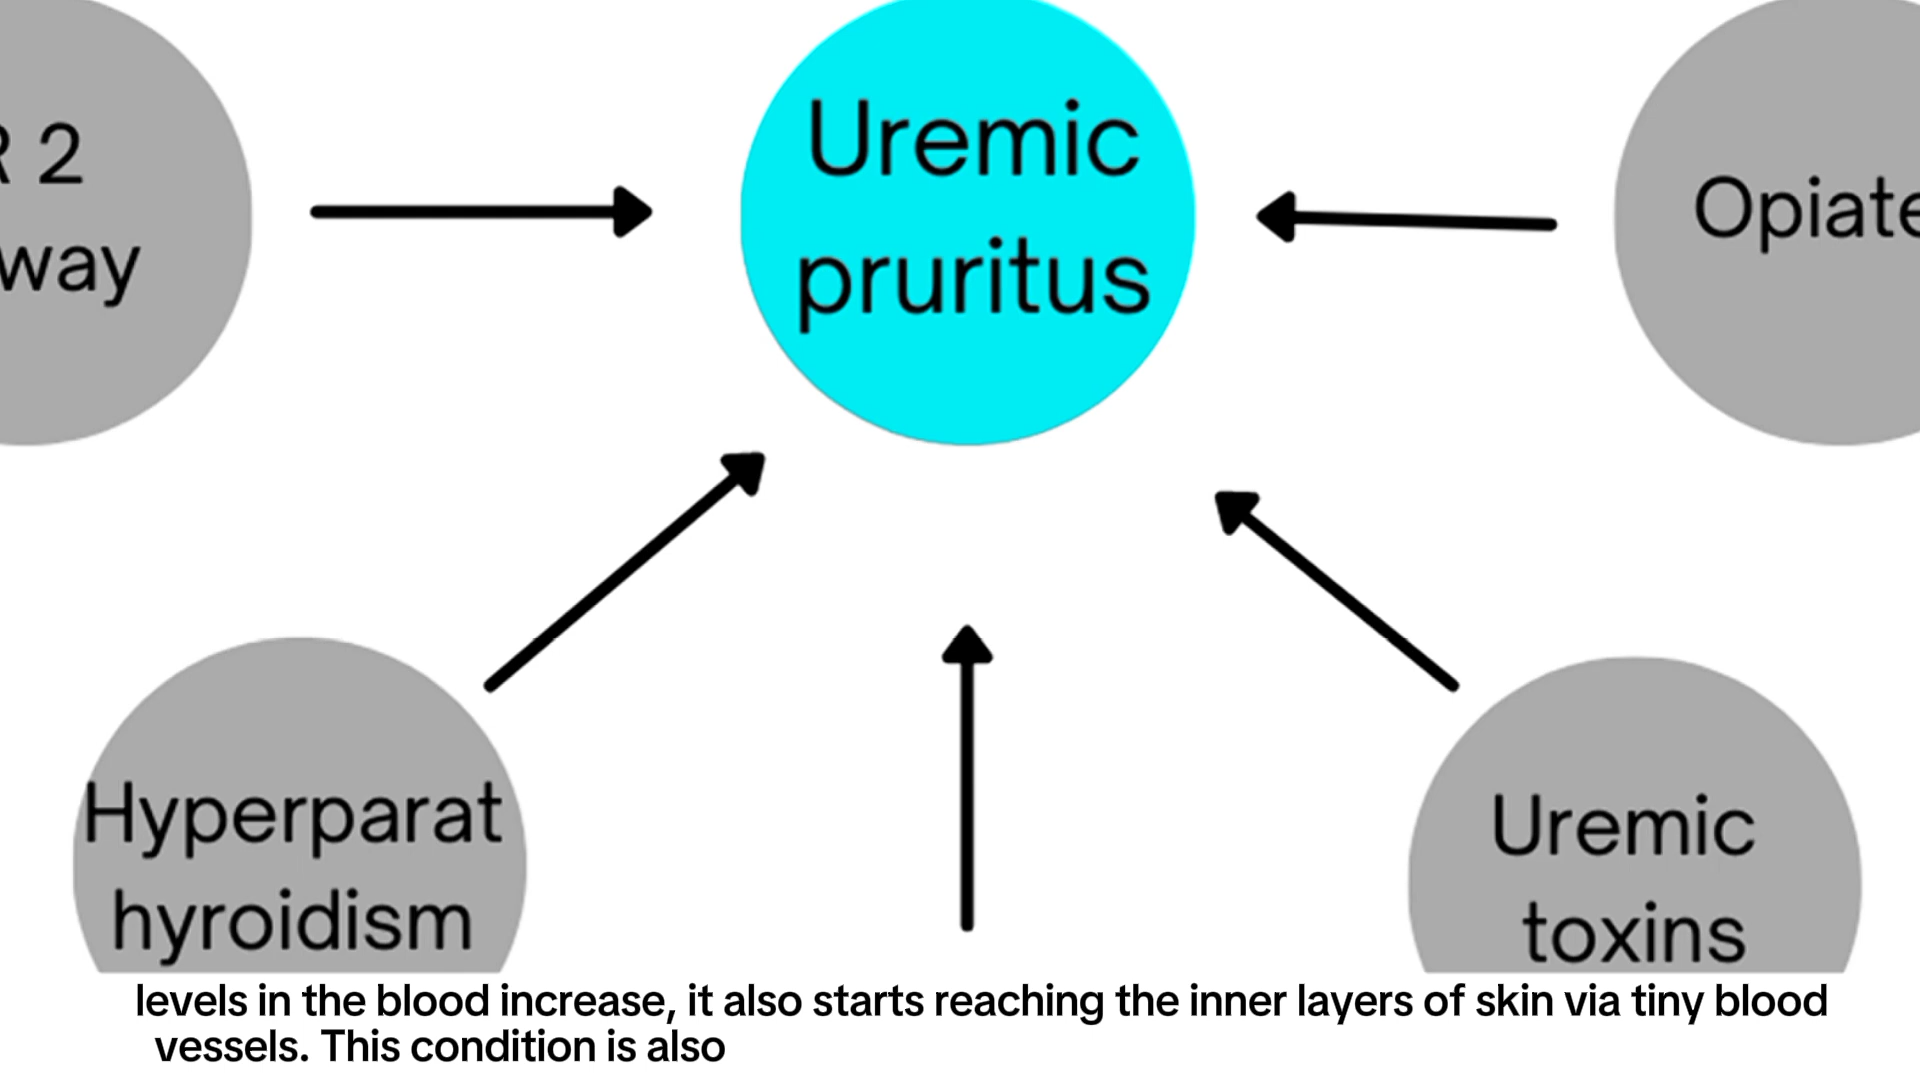 Uremic
pruritus
R 2
way
Opiate
Hyperparat
hyroidism
Uremic
toxins
levels in the blood increase, it also starts reaching the inner layers of skin via tiny blood
vessels. This condition is also